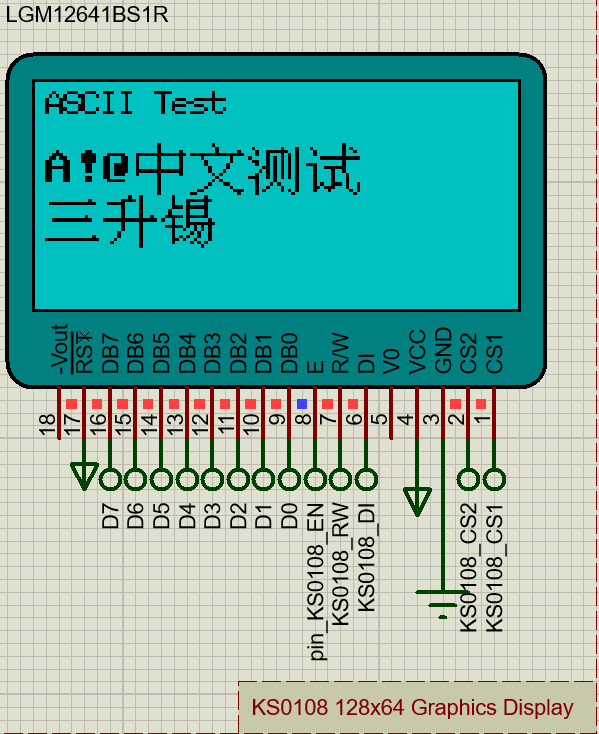 LGM12641BS1R
ASCII Test
A!@中文测试
三升锡
-Vout
RST
DB7
DB6
DB5
DB4
DB3
DB2
DB1
DB0
E
R/W
DI
V0
VCC
GND
CS2
CS1
18
17
16
15
14
13
12
11
10
9
8
7
6
5
4
3
2
1
D7
D6
D5
D4
D3
D2
D1
D0
pin_KS0108_EN
KS0108_RW
KS0108_DI
KS0108_CS2
KS0108_CS1
KS0108 128x64 Graphics Display